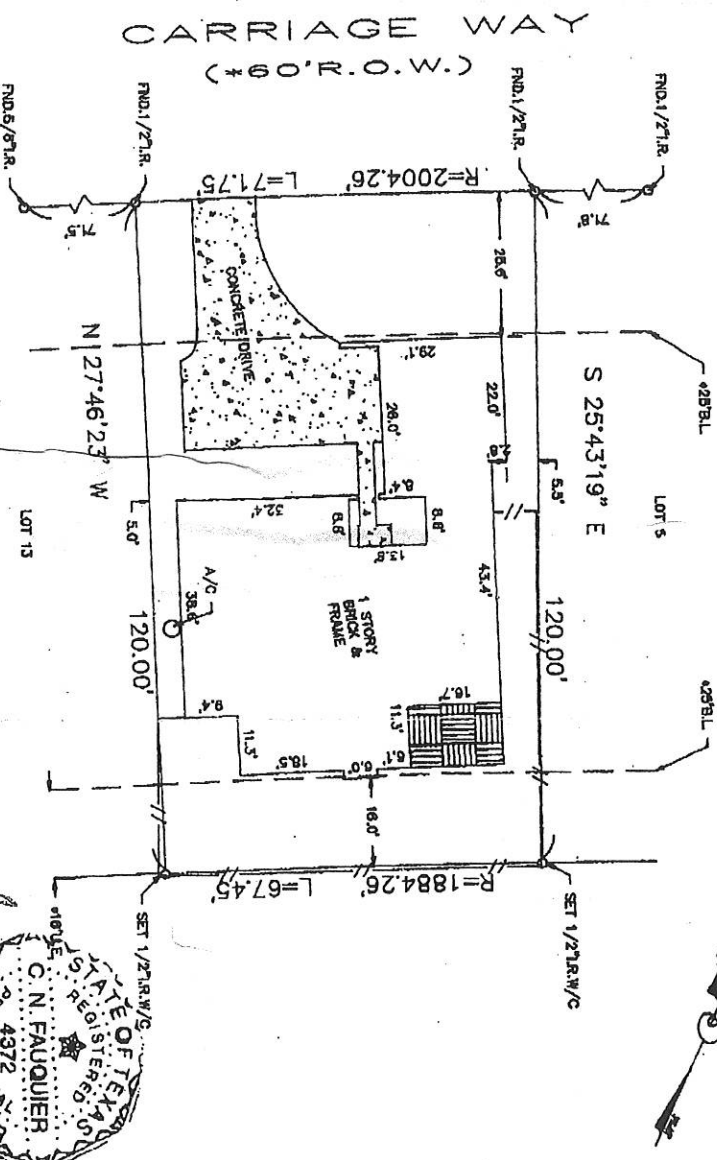 CARRIAGE WAY
(*60'R.O.W.)
FND.5/8"I.R.
FND.1/2"I.R.
FND.1/2"I.R.
FND.1/2"I.R.
71.5'
L=71.75'
R=2004.26'
71.8'
25.6'
CONCRETE DRIVE
29.1'
*25'B.L
N 27°46'23" W
26.0'
22.0'
S 25°43'19" E
LOT 5
5.5'
8.4'
32.4'
8.6'
8.8'
4
13.8'
5.0'
LOT 13
A/C
38.6'
1 STORY
BRICK &
FRAME
43.4'
120.00'
120.00'
9.4'
11.3'
16.7'
11.3'
18.5'
6.0'
6.1'
*25'B.L
16.0'
L=67.45'
R=1884.26'
SET 1/2"I.R.W/C
SET 1/2"I.R.W/C
*16'U.E
STATE OF TEXAS
REGISTERED
C. N. FAUQUIER
4372